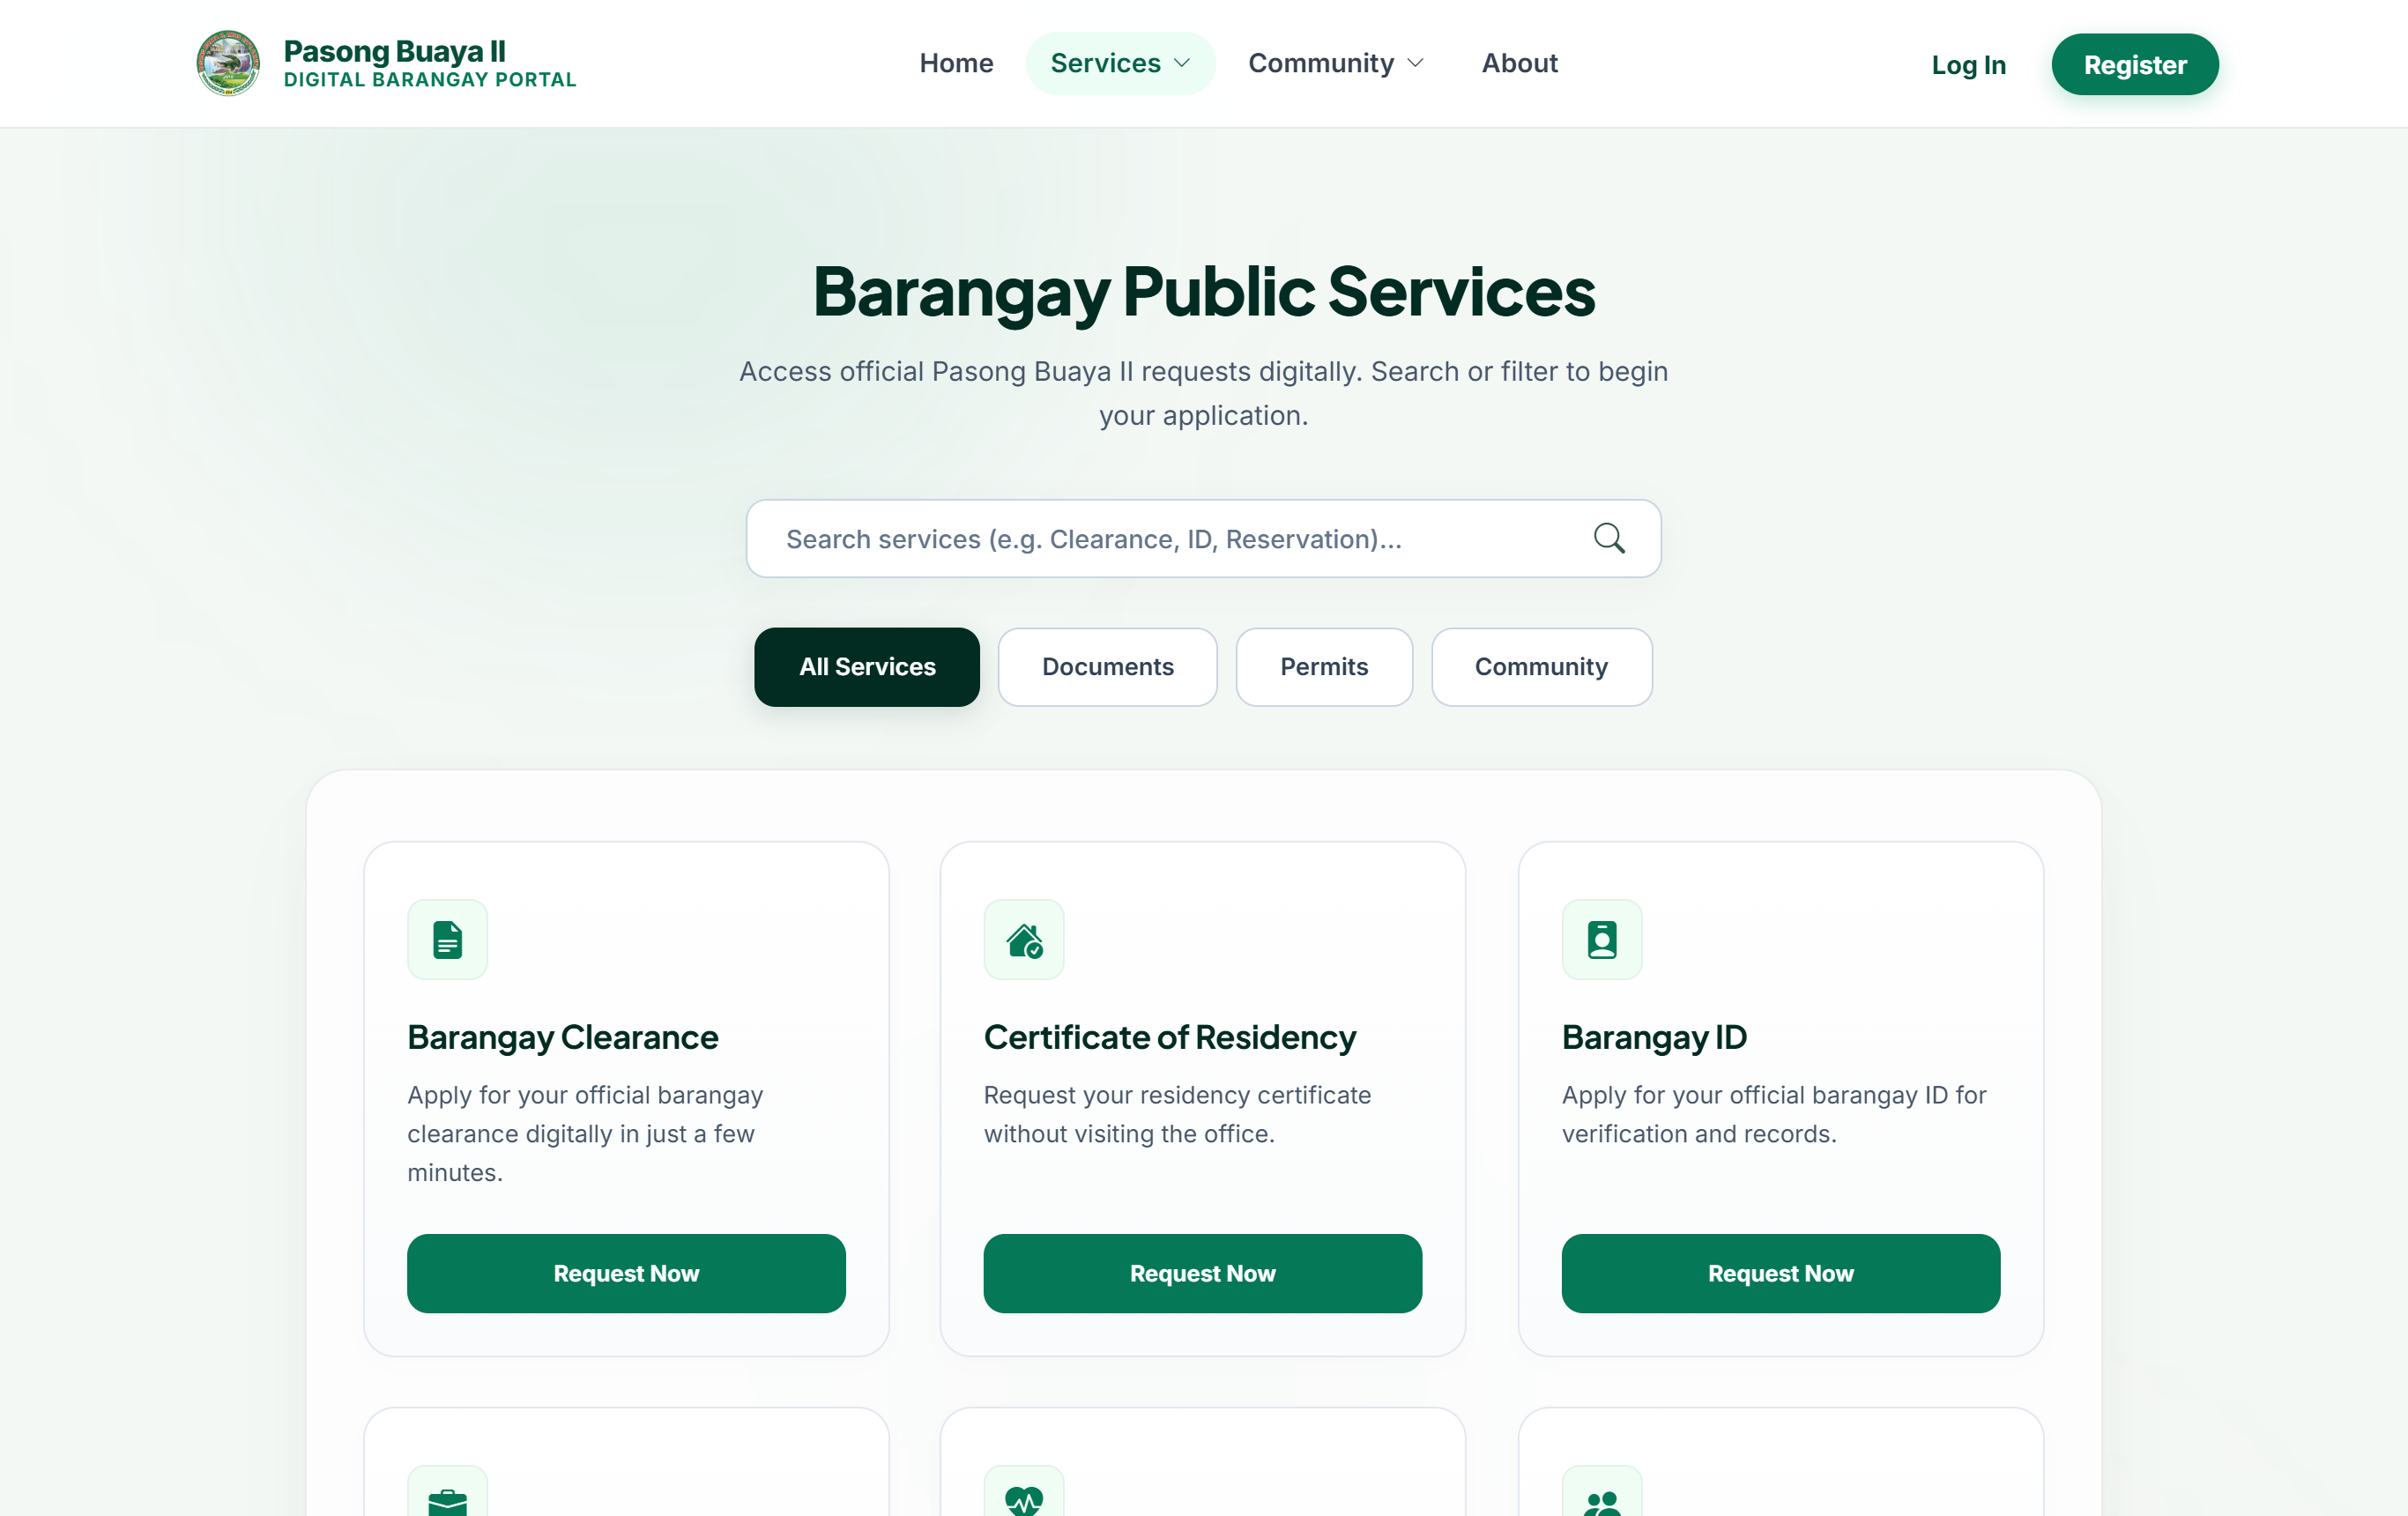 Pasong Buaya II
DIGITAL BARANGAY PORTAL
Home
Services
Community
About
Log In
Register
Barangay Public Services
Access official Pasong Buaya II requests digitally. Search or filter to begin
your application.
Search services (e.g. Clearance, ID, Reservation)...
All Services
Documents
Permits
Community
Barangay Clearance
Apply for your official barangay
clearance digitally in just a few
minutes.
Request Now
Certificate of Residency
Request your residency certificate
without visiting the office.
Request Now
Barangay ID
Apply for your official barangay ID for
verification and records.
Request Now